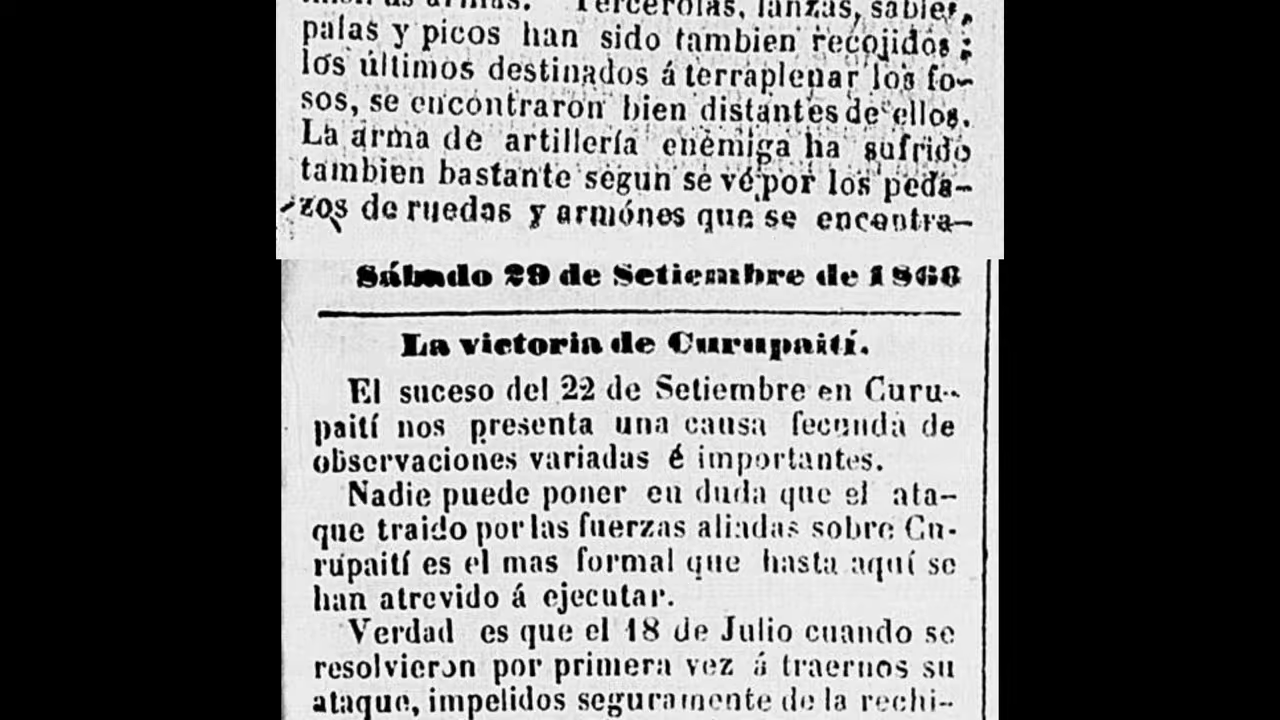 armas. Tercerolas, lanzas, sables,
palas y picos han sido tambien recojidos;
los últimos destinados á terraplenar los fo-
sos, se encontraron bien distantes de ellos.
La arma de artillería enemiga ha sufrido
tambien bastante segun se vé por los peda-
zos de ruedas y armónes que se encontra-
Sábado 29 de Setiembre de 1866
La victoria de Curupaití.
El suceso del 22 de Setiembre en Curu-
paití nos presenta una causa fecunda de
observaciones variadas é importantes.
Nadie puede poner en duda que el ata-
que traido por las fuerzas aliadas sobre Cu-
rupaití es el mas formal que hasta aquí se
han atrevido á ejecutar.
Verdad es que el 18 de Julio cuando se
resolvieron por primera vez á traernos su
ataque, impelidos seguramente de la rechi-